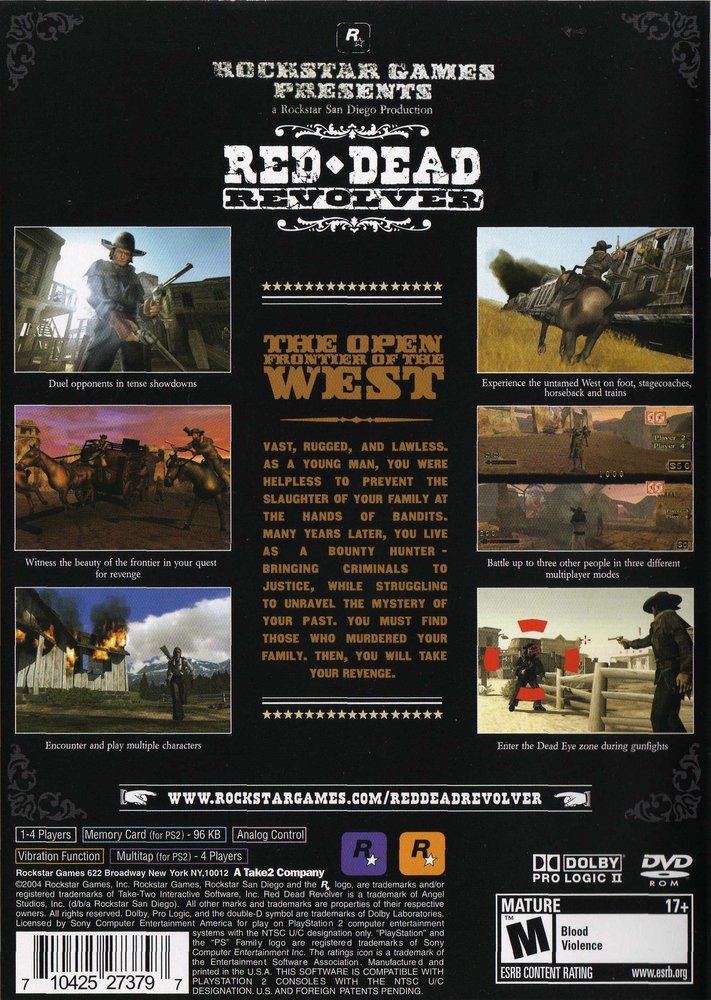 R
ROCKSTAR GAMES
PRESENTS
a Rockstar San Diego Production
RED DEAD
REVOLVER
Duel opponents in tense showdowns
Witness the beauty of the frontier in your quest
for revenge
Encounter and play multiple characters
THE OPEN
FRONTIER OF THE
WEST
VAST, RUGGED, AND LAWLESS.
AS A YOUNG MAN, YOU WERE
HELPLESS TO PREVENT THE
SLAUGHTER OF YOUR FAMILY AT
THE HANDS OF BANDITS.
MANY YEARS LATER, YOU LIVE
AS A BOUNTY HUNTER -
BRINGING CRIMINALS TO
JUSTICE, WHILE STRUGGLING
TO UNRAVEL THE MYSTERY OF
YOUR PAST. YOU MUST FIND
THOSE WHO MURDERED YOUR
FAMILY. THEN, YOU WILL TAKE
YOUR REVENGE.
Experience the untamed West on foot, stagecoaches,
horseback and trains
Player 2
Player 4
Battle up to three other people in three different
multiplayer modes
Enter the Dead Eye zone during gunfights
WWW.ROCKSTARGAMES.COM/REDDEADREVOLVER
1-4 Players Memory Card (for PS2) - 96 KB Analog Control
Vibration Function Multitap (for PS2) - 4 Players
R R
DOLBY
PRO LOGIC II
DVD
ROM
Rockstar Games 622 Broadway New York NY,10012 A Take2 Company
©2004 Rockstar Games, Inc. Rockstar Games, Rockstar San Diego and the R logo, are trademarks and/or
registered trademarks of Take-Two Interactive Software, Inc. Red Dead Revolver is a trademark of Angel
Studios, Inc. (d/b/a Rockstar San Diego). All other marks and trademarks are properties of their respective
owners. All rights reserved. Dolby, Pro Logic, and the double-D symbol are trademarks of Dolby Laboratories.
Licensed by Sony Computer Entertainment America for play on PlayStation 2 computer entertainment
systems with the NTSC U/C designation only. "PlayStation" and
the "PS" Family logo are registered trademarks of Sony
Computer Entertainment Inc. The ratings icon is a trademark of
the Entertainment Software Association. Manufactured and
printed in the U.S.A. THIS SOFTWARE IS COMPATIBLE WITH
PLAYSTATION 2 CONSOLES WITH THE NTSC U/C
DESIGNATION. U.S. AND FOREIGN PATENTS PENDING.
7 10425 27379 7
MATURE 17+
M
TM
Blood
Violence
ESRB CONTENT RATING www.esrb.org